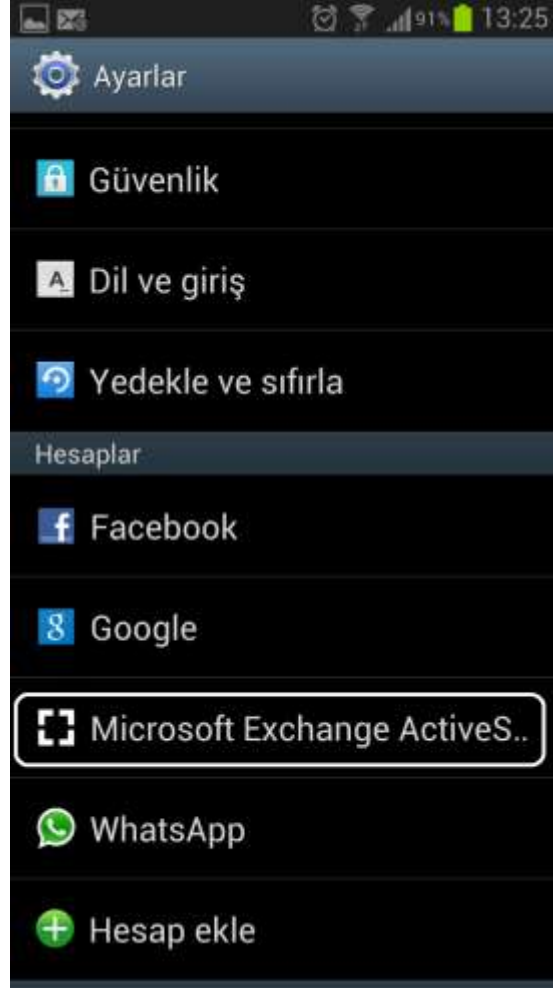 91% 13:25
Ayarlar
Güvenlik
Dil ve giriş
Yedekle ve sıfırla
Hesaplar
Facebook
Google
Microsoft Exchange ActiveS..
WhatsApp
Hesap ekle